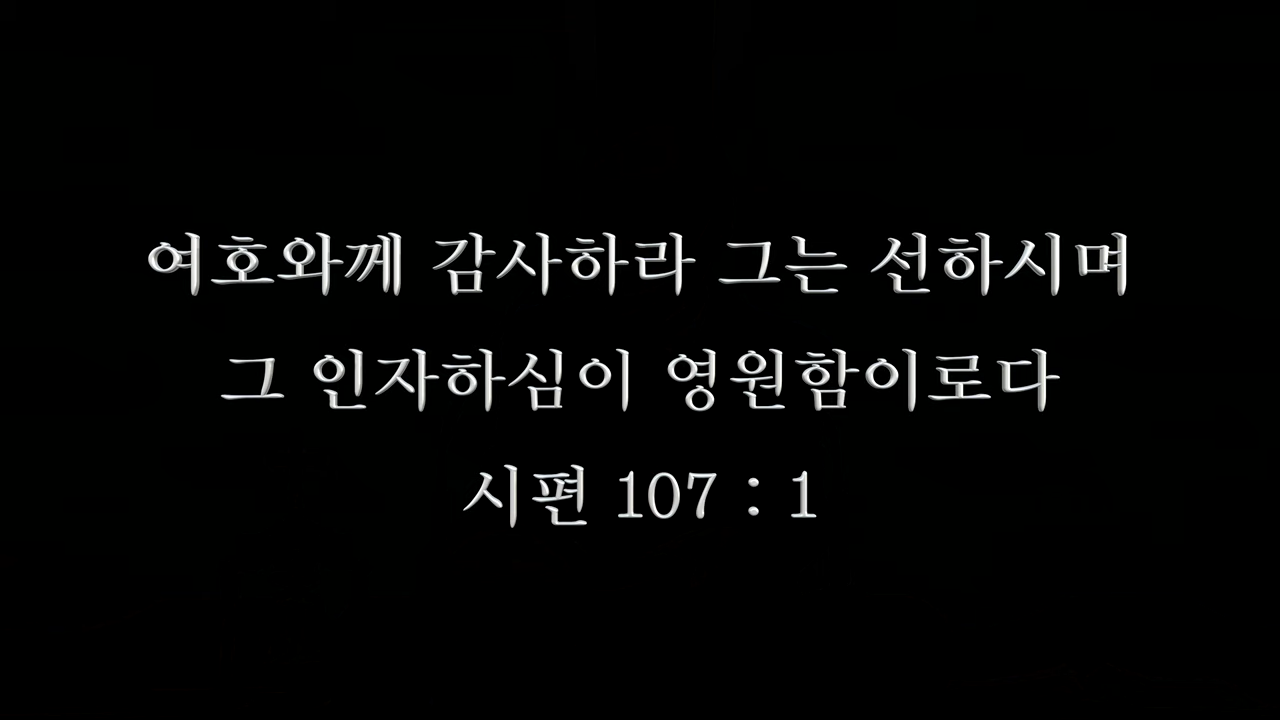 여호와께 감사하라 그는 선하시며
그 인자하심이 영원함이로다
시편 107 : 1